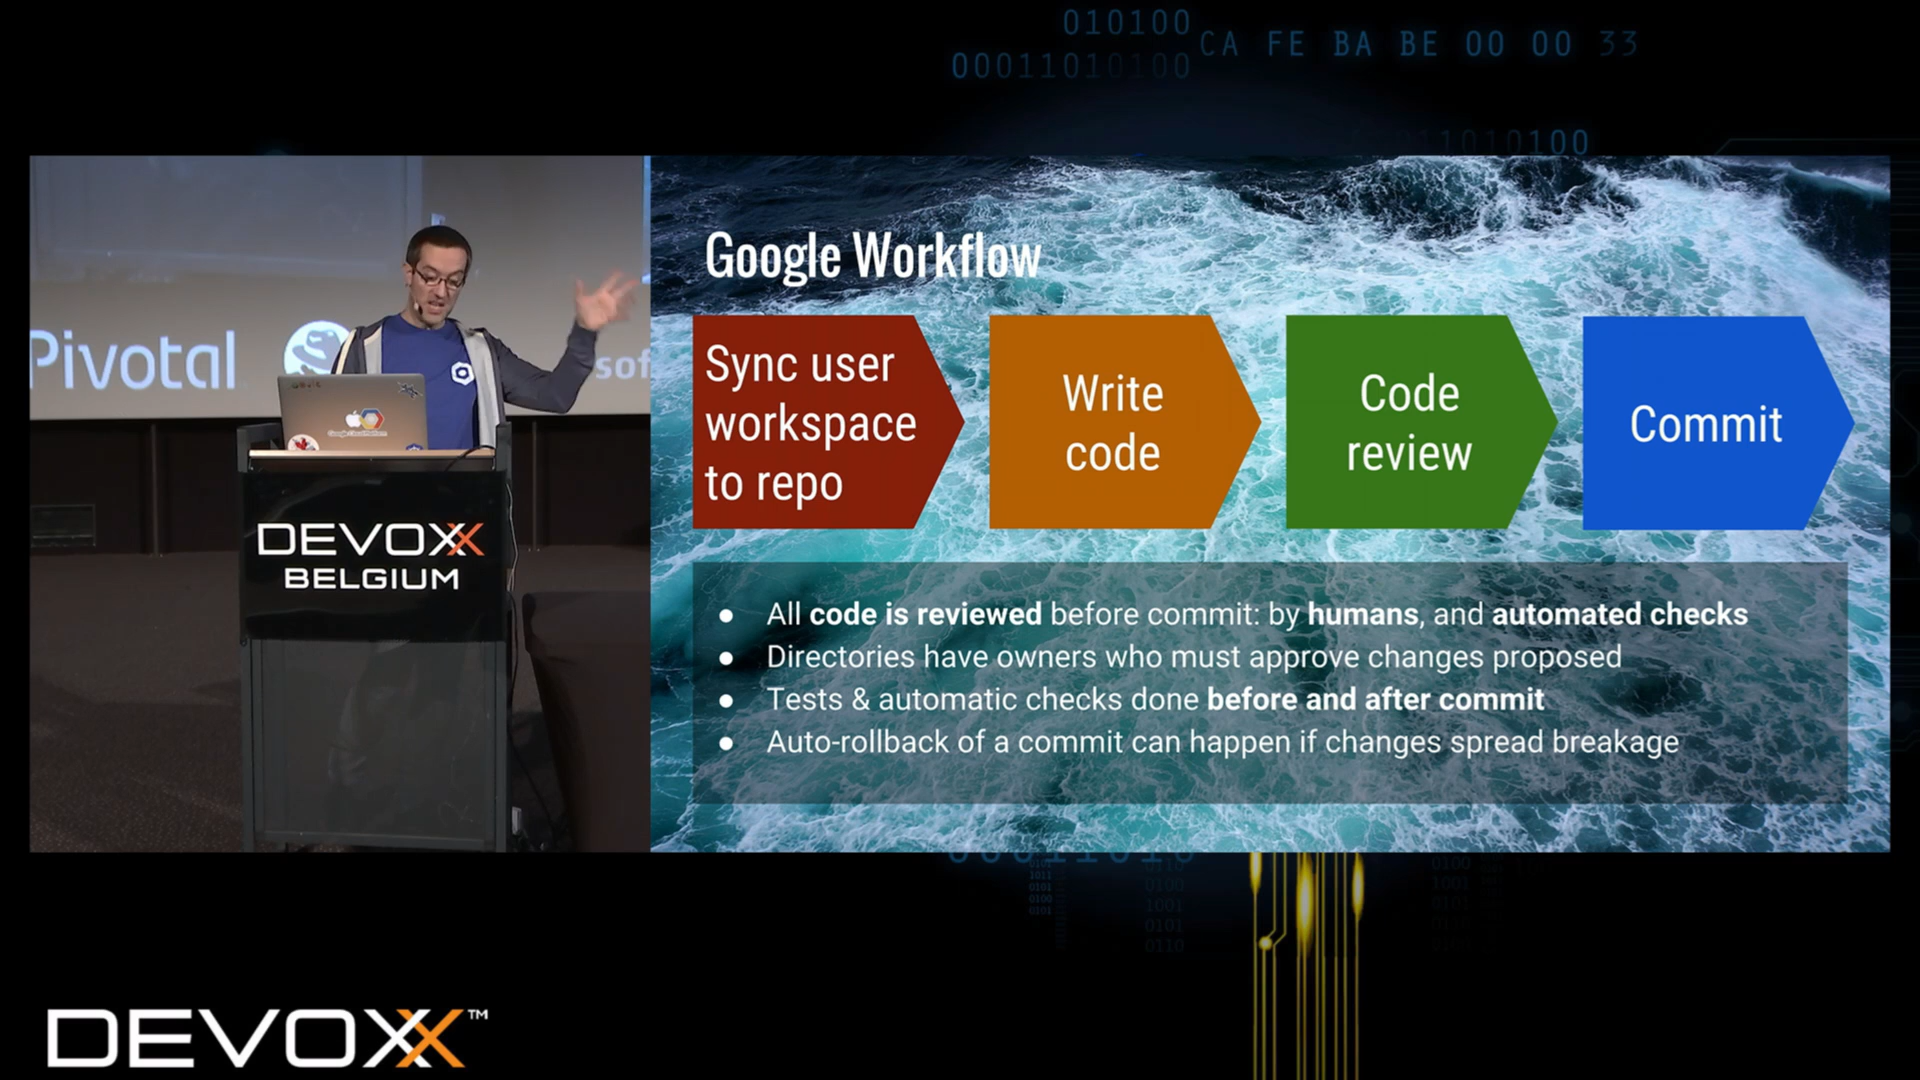 010100
CA FE BA BE 00 00 33
00011010100
11010100
Google Workflow
Sync user
workspace
to repo
Write
code
Code
review
Commit
All code is reviewed before commit: by humans, and automated checks
Directories have owners who must approve changes proposed
Tests & automatic checks done before and after commit
Auto-rollback of a commit can happen if changes spread breakage
Pivotal
sof
DEVOXX
BELGIUM
DEVOXX™